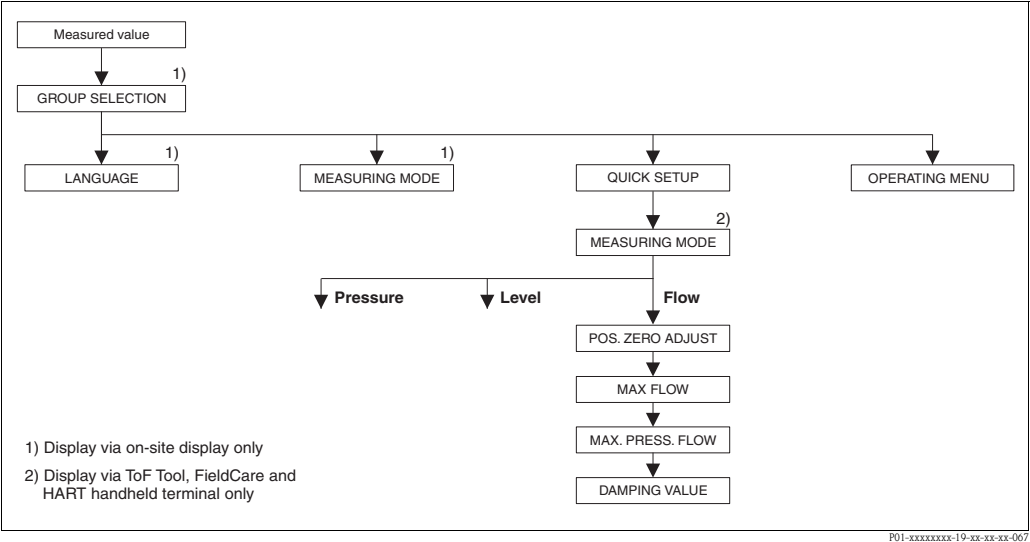 Measured value
1)
GROUP SELECTION
1)
1)
LANGUAGE
MEASURING MODE
QUICK SETUP
OPERATING MENU
2)
MEASURING MODE
Pressure
Level
Flow
POS. ZERO ADJUST
MAX FLOW
MAX. PRESS. FLOW
DAMPING VALUE
1) Display via on-site display only
2) Display via ToF Tool, FieldCare and
HART handheld terminal only
P01-xxxxxxxx-19-xx-xx-xx-067